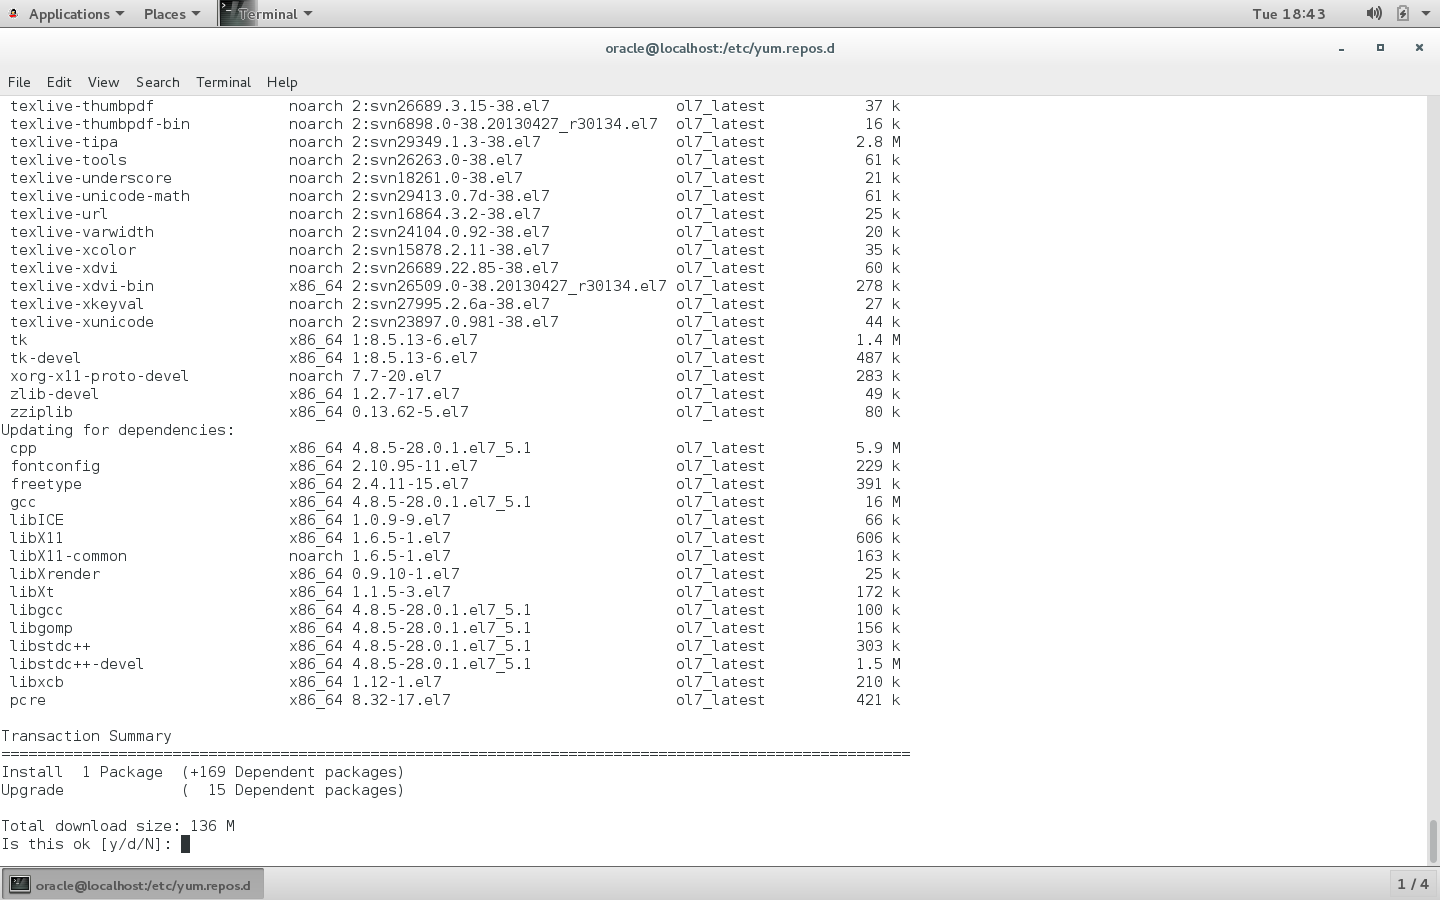 Applications Places Terminal Tue 18:43
oracle@localhost:/etc/yum.repos.d
File Edit View Search Terminal Help
texlive-thumbpdf noarch 2:svn26689.3.15-38.el7 ol7_latest 37 k
texlive-thumbpdf-bin noarch 2:svn6898.0-38.20130427_r30134.el7 ol7_latest 16 k
texlive-tipa noarch 2:svn29349.1.3-38.el7 ol7_latest 2.8 M
texlive-tools noarch 2:svn26263.0-38.el7 ol7_latest 61 k
texlive-underscore noarch 2:svn18261.0-38.el7 ol7_latest 21 k
texlive-unicode-math noarch 2:svn29413.0.7d-38.el7 ol7_latest 61 k
texlive-url noarch 2:svn16864.3.2-38.el7 ol7_latest 25 k
texlive-varwidth noarch 2:svn24104.0.92-38.el7 ol7_latest 20 k
texlive-xcolor noarch 2:svn15878.2.11-38.el7 ol7_latest 35 k
texlive-xdvi noarch 2:svn26689.22.85-38.el7 ol7_latest 60 k
texlive-xdvi-bin x86_64 2:svn26509.0-38.20130427_r30134.el7 ol7_latest 278 k
texlive-xkeyval noarch 2:svn27995.2.6a-38.el7 ol7_latest 27 k
texlive-xunicode noarch 2:svn23897.0.981-38.el7 ol7_latest 44 k
tk x86_64 1:8.5.13-6.el7 ol7_latest 1.4 M
tk-devel x86_64 1:8.5.13-6.el7 ol7_latest 487 k
xorg-x11-proto-devel noarch 7.7-20.el7 ol7_latest 283 k
zlib-devel x86_64 1.2.7-17.el7 ol7_latest 49 k
zziplib x86_64 0.13.62-5.el7 ol7_latest 80 k
Updating for dependencies:
cpp x86_64 4.8.5-28.0.1.el7_5.1 ol7_latest 5.9 M
fontconfig x86_64 2.10.95-11.el7 ol7_latest 229 k
freetype x86_64 2.4.11-15.el7 ol7_latest 391 k
gcc x86_64 4.8.5-28.0.1.el7_5.1 ol7_latest 16 M
libICE x86_64 1.0.9-9.el7 ol7_latest 66 k
libX11 x86_64 1.6.5-1.el7 ol7_latest 606 k
libX11-common noarch 1.6.5-1.el7 ol7_latest 163 k
libXrender x86_64 0.9.10-1.el7 ol7_latest 25 k
libXt x86_64 1.1.5-3.el7 ol7_latest 172 k
libgcc x86_64 4.8.5-28.0.1.el7_5.1 ol7_latest 100 k
libgomp x86_64 4.8.5-28.0.1.el7_5.1 ol7_latest 156 k
libstdc++ x86_64 4.8.5-28.0.1.el7_5.1 ol7_latest 303 k
libstdc++-devel x86_64 4.8.5-28.0.1.el7_5.1 ol7_latest 1.5 M
libxcb x86_64 1.12-1.el7 ol7_latest 210 k
pcre x86_64 8.32-17.el7 ol7_latest 421 k
Transaction Summary
=====================================================================================================
Install 1 Package (+169 Dependent packages)
Upgrade ( 15 Dependent packages)
Total download size: 136 M
Is this ok [y/d/N]:
oracle@localhost:/etc/yum.repos.d 1 / 4